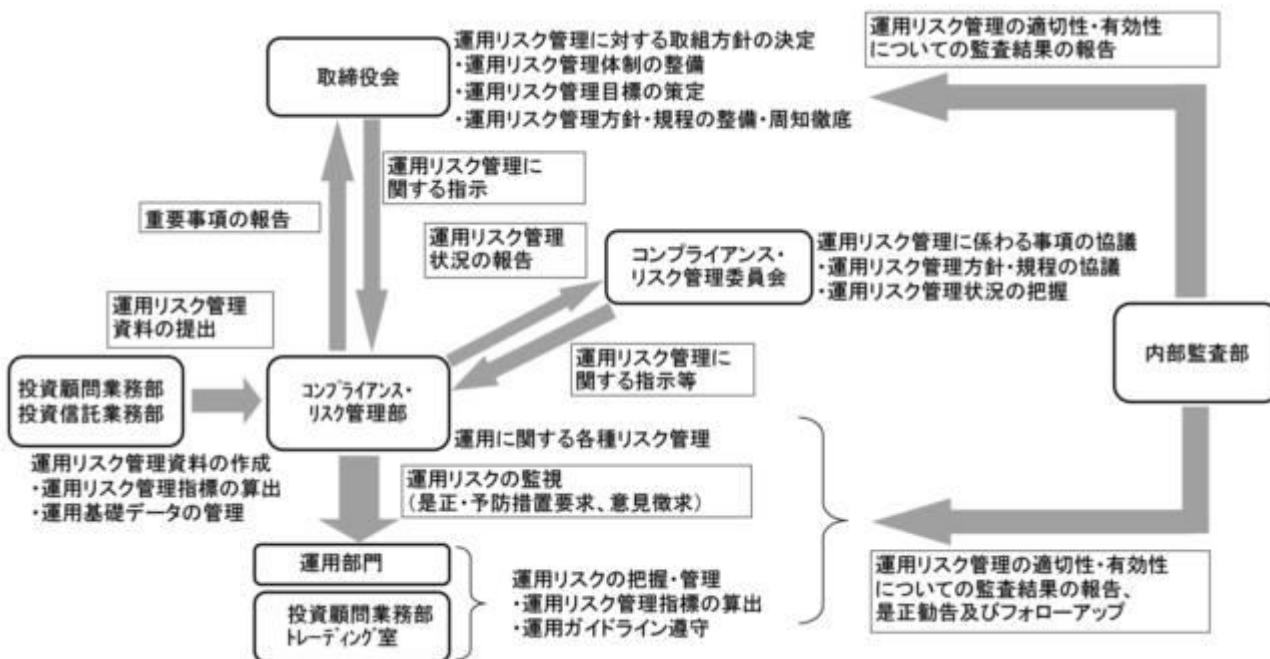 取締役会
運用リスク管理に対する取組方針の決定
・運用リスク管理体制の整備
・運用リスク管理目標の策定
・運用リスク管理方針・規程の整備・周知徹底
運用リスク管理の適切性・有効性
についての監査結果の報告
運用リスク管理に
関する指示
重要事項の報告
運用リスク管理
状況の報告
コンプライアンス・
リスク管理委員会
運用リスク管理に係わる事項の協議
・運用リスク管理方針・規程の協議
・運用リスク管理状況の把握
運用リスク管理
資料の提出
運用リスク管理に
関する指示等
内部監査部
投資顧問業務部
投資信託業務部
コンプライアンス・
リスク管理部
運用に関する各種リスク管理
運用リスク管理資料の作成
・運用リスク管理指標の算出
・運用基礎データの管理
運用リスクの監視
(是正・予防措置要求、意見徴求)
運用部門
投資顧問業務部
トレーディング室
運用リスクの把握・管理
・運用リスク管理指標の算出
・運用ガイドライン遵守
運用リスク管理の適切性・有効性
についての監査結果の報告、
是正勧告及びフォローアップ